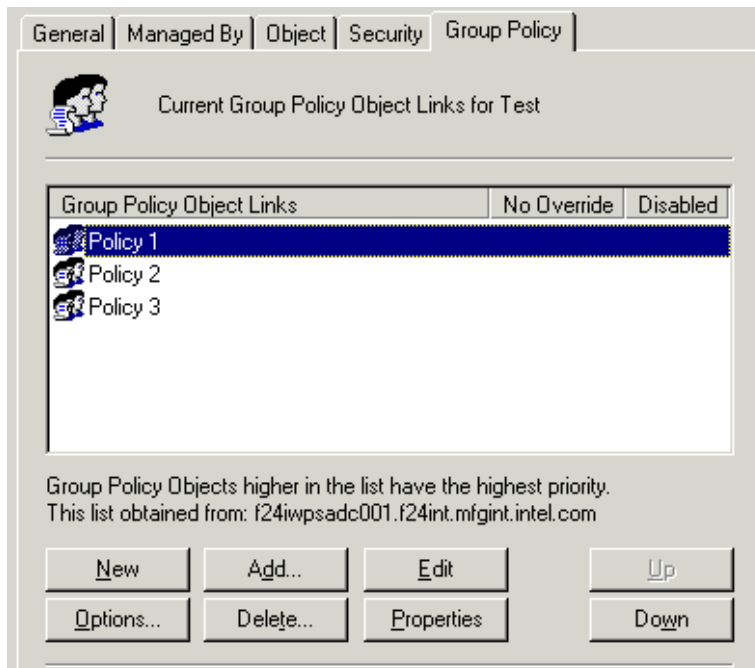 General Managed By Object Security Group Policy
Current Group Policy Object Links for Test
Group Policy Object Links No Override Disabled
Policy 1
Policy 2
Policy 3
Group Policy Objects higher in the list have the highest priority.
This list obtained from: f24iwpsadc001.f24int.mfgint.intel.com
New Add... Edit Up
Options... Delete... Properties Down